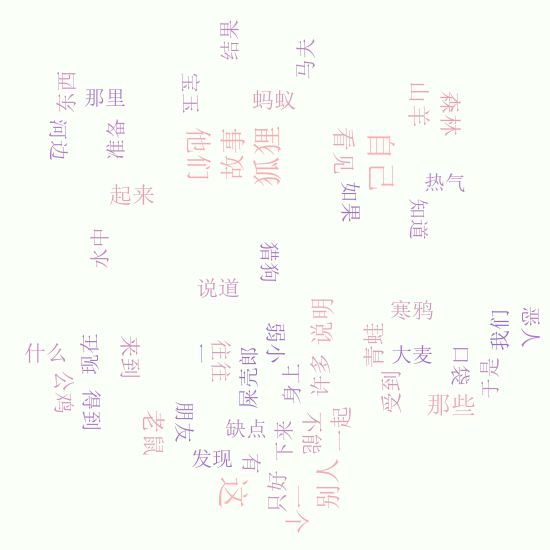 结果
马夫
东西
那里
宝玉
蚂蚁
山羊
森林
河边
准备
他们
故事
狐狸
看见
自己
热气
起来
如果
知道
水中
猎狗
说道
说明
寒鸦
我们
恶人
什么
现在
来到
一
往往
屎壳郎
弱小
青蛙
大麦
口袋
公鸡
得到
身上
许多
受到
于是
那些
老鼠
朋友
缺点
下来
不能
一起
发现
有
这
只好
别人
一个